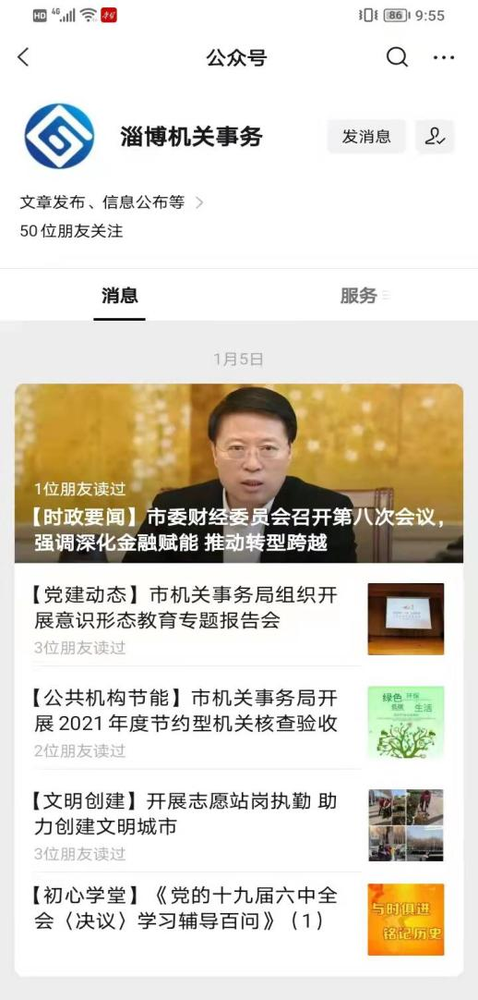 HD 4G 86 9:55
公众号
淄博机关事务
发消息
文章发布、信息公布等
50位朋友关注
消息
服务
1月5日
1位朋友读过
【时政要闻】市委财经委员会召开第八次会议，
强调深化金融赋能 推动转型跨越
【党建动态】市机关事务局组织开
展意识形态教育专题报告会
3位朋友读过
【公共机构节能】市机关事务局开
展2021年度节约型机关核查验收
2位朋友读过
绿色 环保
低碳 生活
【文明创建】开展志愿站岗执勤 助
力创建文明城市
3位朋友读过
【初心学堂】《党的十九届六中全
会〈决议〉学习辅导百问》（1）
与时俱进
铭记历史